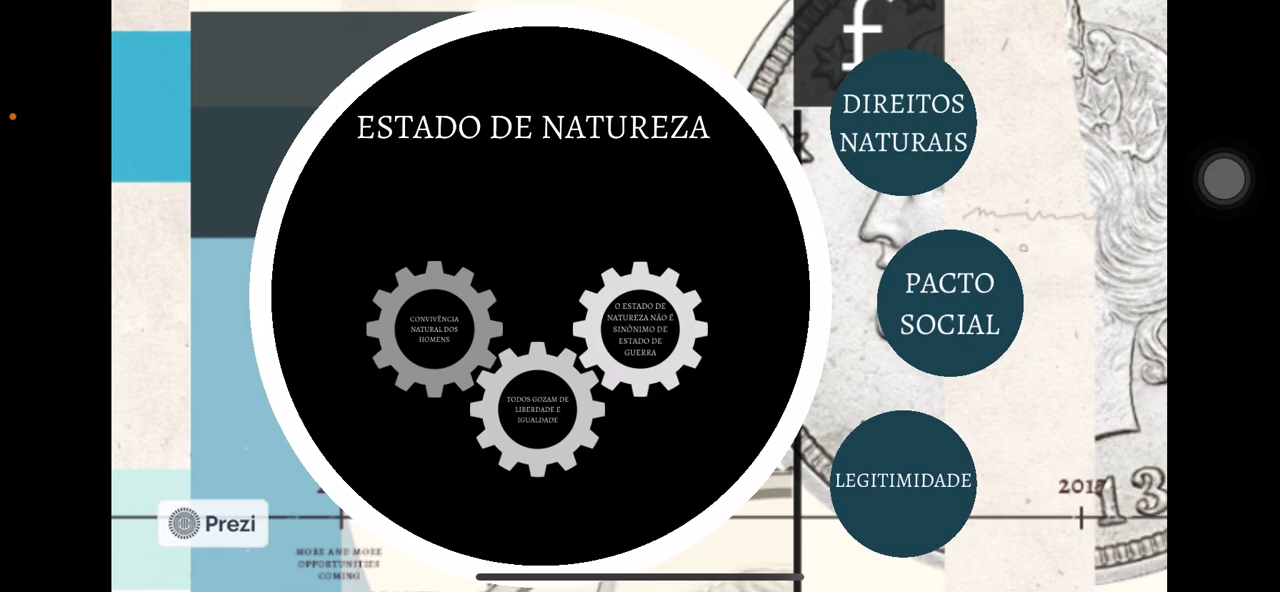 f
ESTADO DE NATUREZA
CONVIVÊNCIA
NATURAL DOS
HOMENS
O ESTADO DE
NATUREZA NÃO É
SINÔNIMO DE
ESTADO DE
GUERRA
TODOS GOZAM DE
LIBERDADE E
IGUALDADE
DIREITOS
NATURAIS
PACTO
SOCIAL
LEGITIMIDADE
13
Prezi
MORE AND MORE
OPPORTUNITIES
COMING